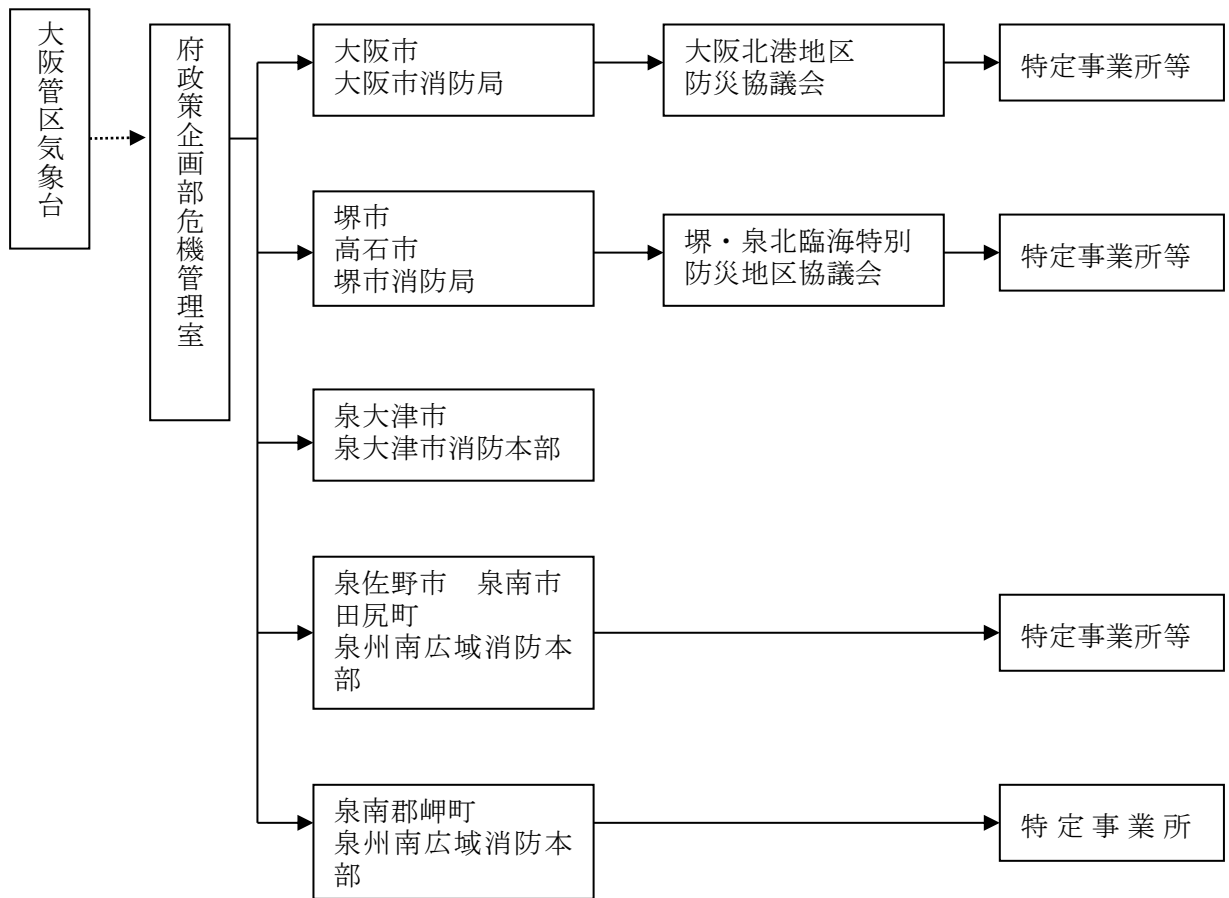 大阪管区気象台
府政策企画部危機管理室
大阪市
大阪市消防局
大阪北港地区
防災協議会
特定事業所等
堺市
高石市
堺市消防局
堺・泉北臨海特別
防災地区協議会
特定事業所等
泉大津市
泉大津市消防本部
泉佐野市　泉南市
田尻町
泉州南広域消防本
部
特定事業所等
泉南郡岬町
泉州南広域消防本
部
特 定 事 業 所